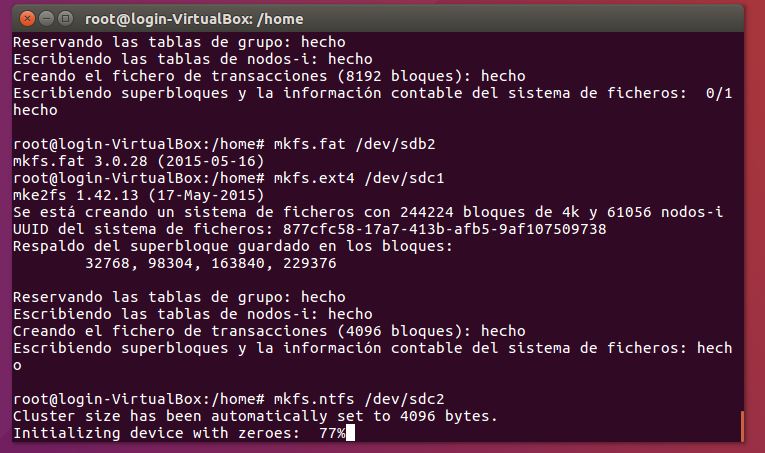 root@login-VirtualBox: /home
Reservando las tablas de grupo: hecho
Escribiendo las tablas de nodos-i: hecho
Creando el fichero de transacciones (8192 bloques): hecho
Escribiendo superbloques y la información contable del sistema de ficheros:  0/1
hecho
root@login-VirtualBox:/home# mkfs.fat /dev/sdb2
mkfs.fat 3.0.28 (2015-05-16)
root@login-VirtualBox:/home# mkfs.ext4 /dev/sdc1
mke2fs 1.42.13 (17-May-2015)
Se está creando un sistema de ficheros con 244224 bloques de 4k y 61056 nodos-i
UUID del sistema de ficheros: 877cfc58-17a7-413b-afb5-9af107509738
Respaldo del superbloque guardado en los bloques:
32768, 98304, 163840, 229376
Reservando las tablas de grupo: hecho
Escribiendo las tablas de nodos-i: hecho
Creando el fichero de transacciones (4096 bloques): hecho
Escribiendo superbloques y la información contable del sistema de ficheros: hech
o
root@login-VirtualBox:/home# mkfs.ntfs /dev/sdc2
Cluster size has been automatically set to 4096 bytes.
Initializing device with zeroes:  77%